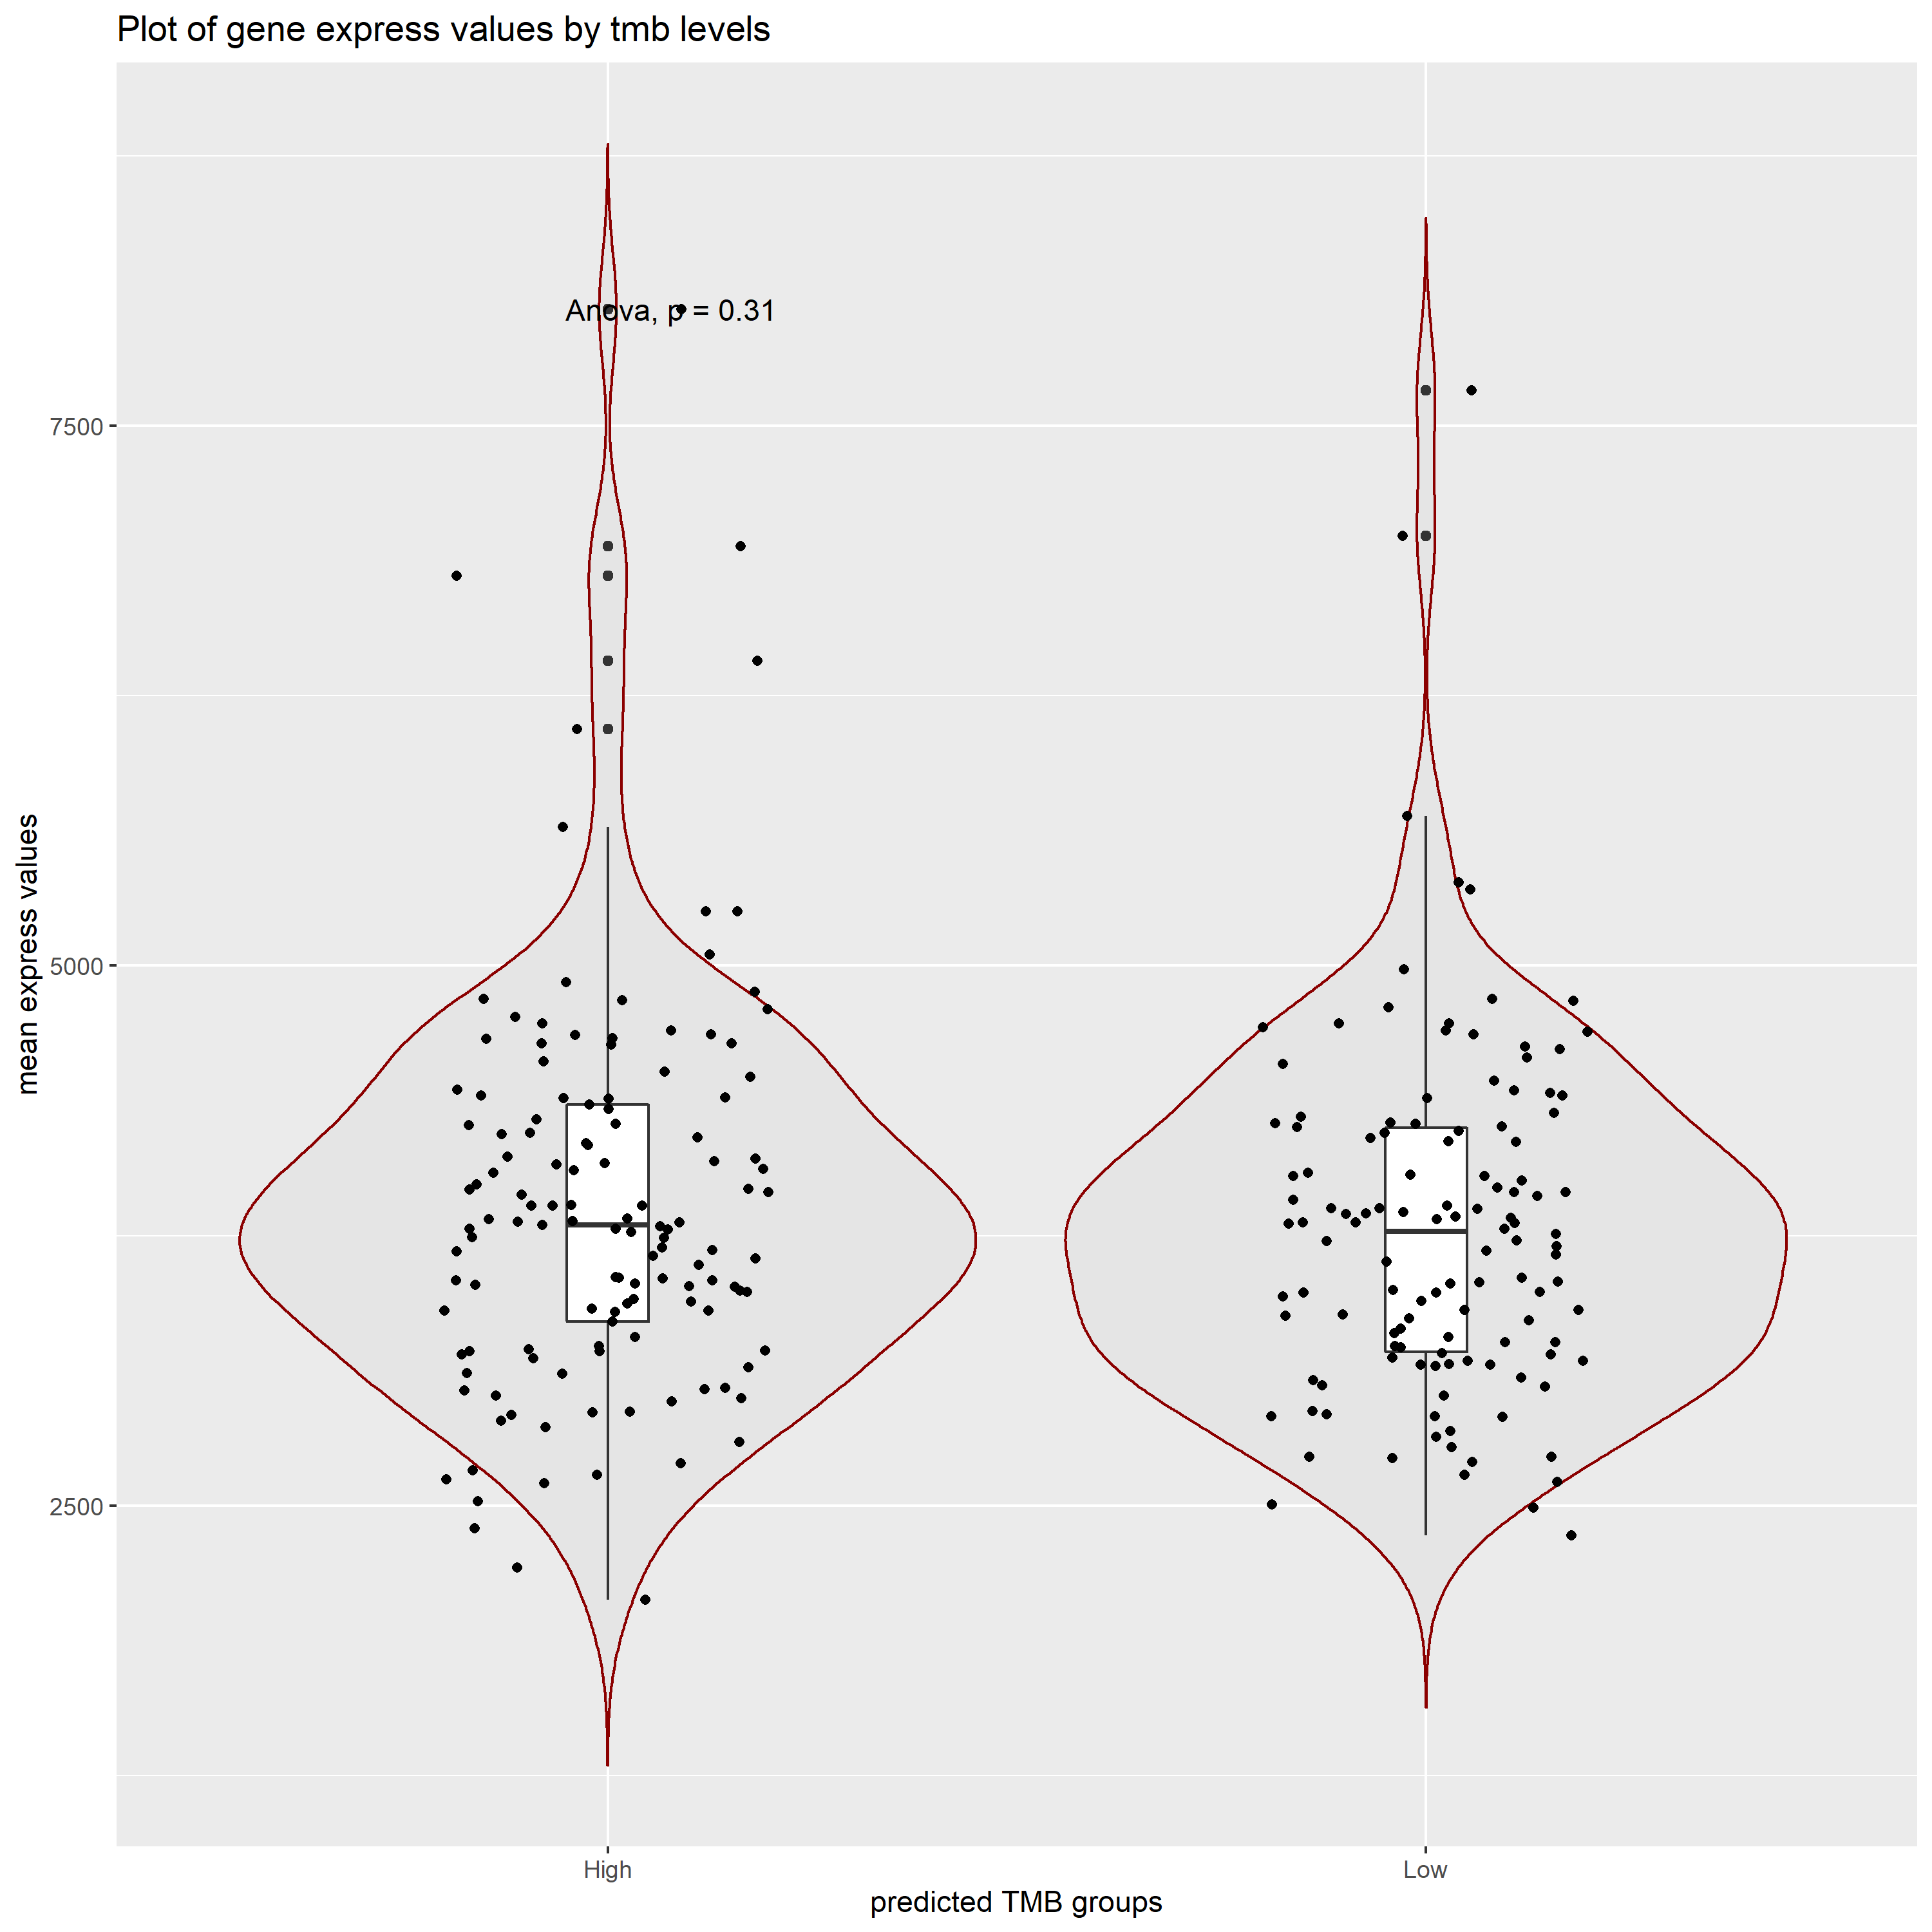 Plot of gene express values by tmb levels
Anova, p = 0.31
7500
5000
2500
mean express values
High
Low
predicted TMB groups